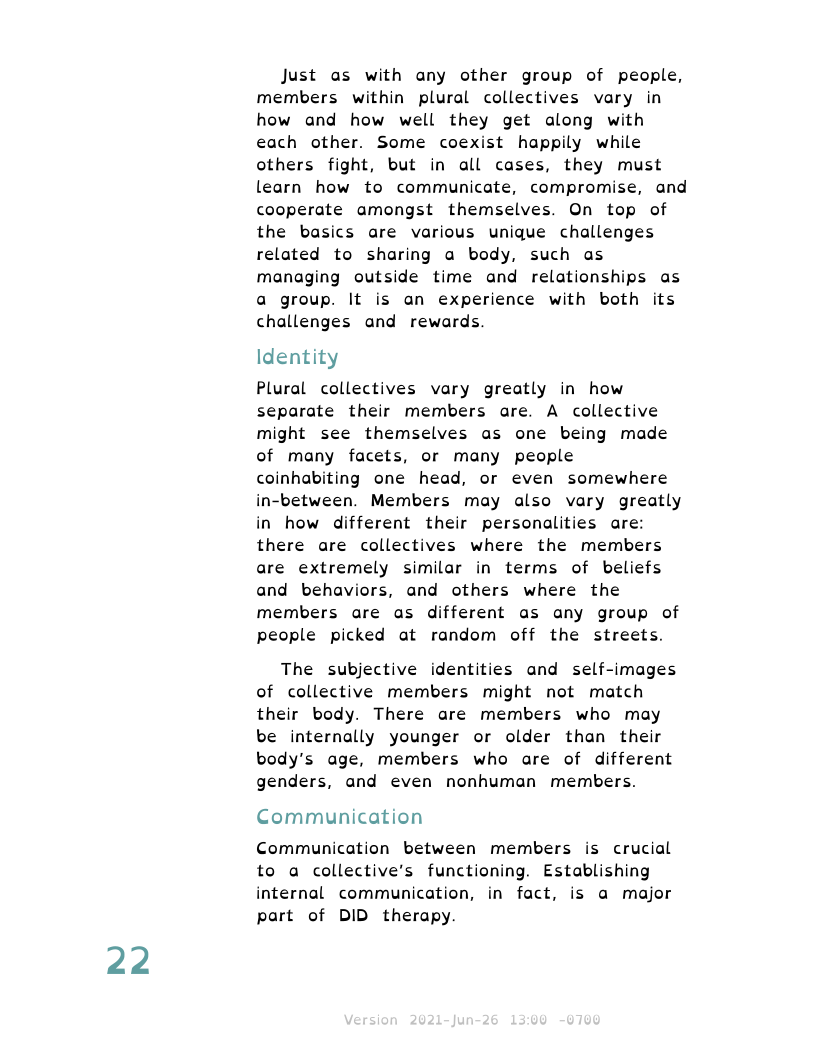 Just as with any other group of people,
members within plural collectives vary in
how and how well they get along with
each other. Some coexist happily while
others fight, but in all cases, they must
learn how to communicate, compromise, and
cooperate amongst themselves. On top of
the basics are various unique challenges
related to sharing a body, such as
managing outside time and relationships as
a group. It is an experience with both its
challenges and rewards.
Identity
Plural collectives vary greatly in how
separate their members are. A collective
might see themselves as one being made
of many facets, or many people
coinhabiting one head, or even somewhere
in-between. Members may also vary greatly
in how different their personalities are:
there are collectives where the members
are extremely similar in terms of beliefs
and behaviors, and others where the
members are as different as any group of
people picked at random off the streets.
The subjective identities and self-images
of collective members might not match
their body. There are members who may
be internally younger or older than their
body's age, members who are of different
genders, and even nonhuman members.
Communication
Communication between members is crucial
to a collective's functioning. Establishing
internal communication, in fact, is a major
part of DID therapy.
22
Version 2021-Jun-26 13:00 -0700